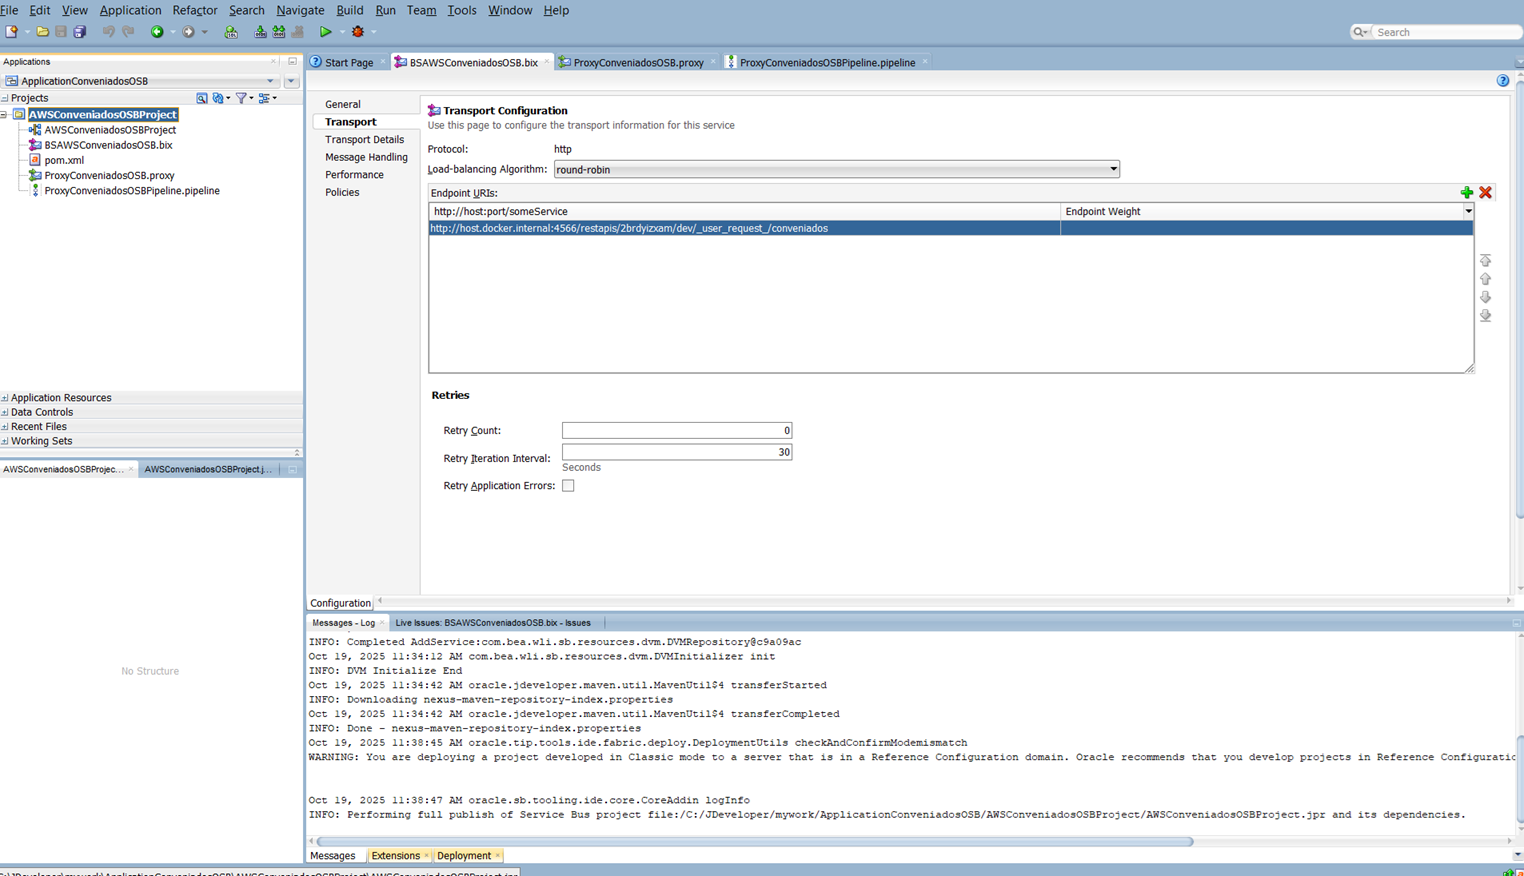 File Edit View Application Refactor Search Navigate Build Run Team Tools Window Help
Search
Applications
ApplicationConveniadosOSB
Projects
AWSConveniadosOSBProject
AWSConveniadosOSBProject
BSAWSConveniadosOSB.bix
pom.xml
ProxyConveniadosOSB.proxy
ProxyConveniadosOSBPipeline.pipeline
Application Resources
Data Controls
Recent Files
Working Sets
AWSConveniadosOSBProjec... AWSConveniadosOSBProject.j...
No Structure
Start Page BSAWSConveniadosOSB.bix ProxyConveniadosOSB.proxy ProxyConveniadosOSBPipeline.pipeline
General
Transport
Transport Details
Message Handling
Performance
Policies
Transport Configuration
Use this page to configure the transport information for this service
Protocol: http
Load-balancing Algorithm: round-robin
Endpoint URIs:
http://host:port/someService Endpoint Weight
http://host.docker.internal:4566/restapis/2brdyizxam/dev/_user_request_/conveniados
Retries
Retry Count: 0
Retry Iteration Interval: 30
Seconds
Retry Application Errors:
Configuration
Messages - Log Live Issues: BSAWSConveniadosOSB.bix - Issues
INFO: Completed AddService:com.bea.wli.sb.resources.dvm.DVMRepository@c9a09ac
Oct 19, 2025 11:34:12 AM com.bea.wli.sb.resources.dvm.DVMInitializer init
INFO: DVM Initialize End
Oct 19, 2025 11:34:42 AM oracle.jdeveloper.maven.util.MavenUtil$4 transferStarted
INFO: Downloading nexus-maven-repository-index.properties
Oct 19, 2025 11:34:42 AM oracle.jdeveloper.maven.util.MavenUtil$4 transferCompleted
INFO: Done - nexus-maven-repository-index.properties
Oct 19, 2025 11:38:45 AM oracle.tip.tools.ide.fabric.deploy.DeploymentUtils checkAndConfirmModemismatch
WARNING: You are deploying a project developed in Classic mode to a server that is in a Reference Configuration domain. Oracle recommends that you develop projects in Reference Configuratic
Oct 19, 2025 11:38:47 AM oracle.sb.tooling.ide.core.CoreAddin logInfo
INFO: Performing full publish of Service Bus project file:/C:/JDeveloper/mywork/ApplicationConveniadosOSB/AWSConveniadosOSBProject/AWSConveniadosOSBProject.jpr and its dependencies.
Messages Extensions Deployment